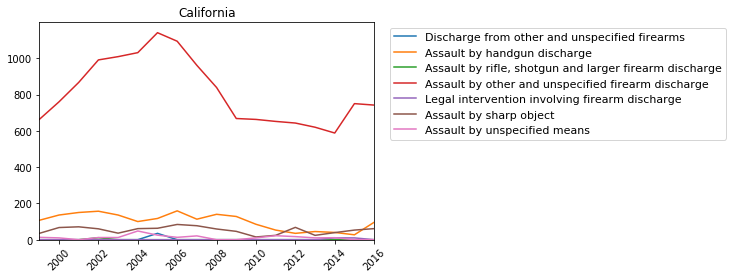 California
Discharge from other and unspecified firearms
Assault by handgun discharge
Assault by rifle, shotgun and larger firearm discharge
Assault by other and unspecified firearm discharge
Legal intervention involving firearm discharge
Assault by sharp object
Assault by unspecified means
1000
800
600
400
200
0
2000 2002 2004 2006 2008 2010 2012 2014 2016